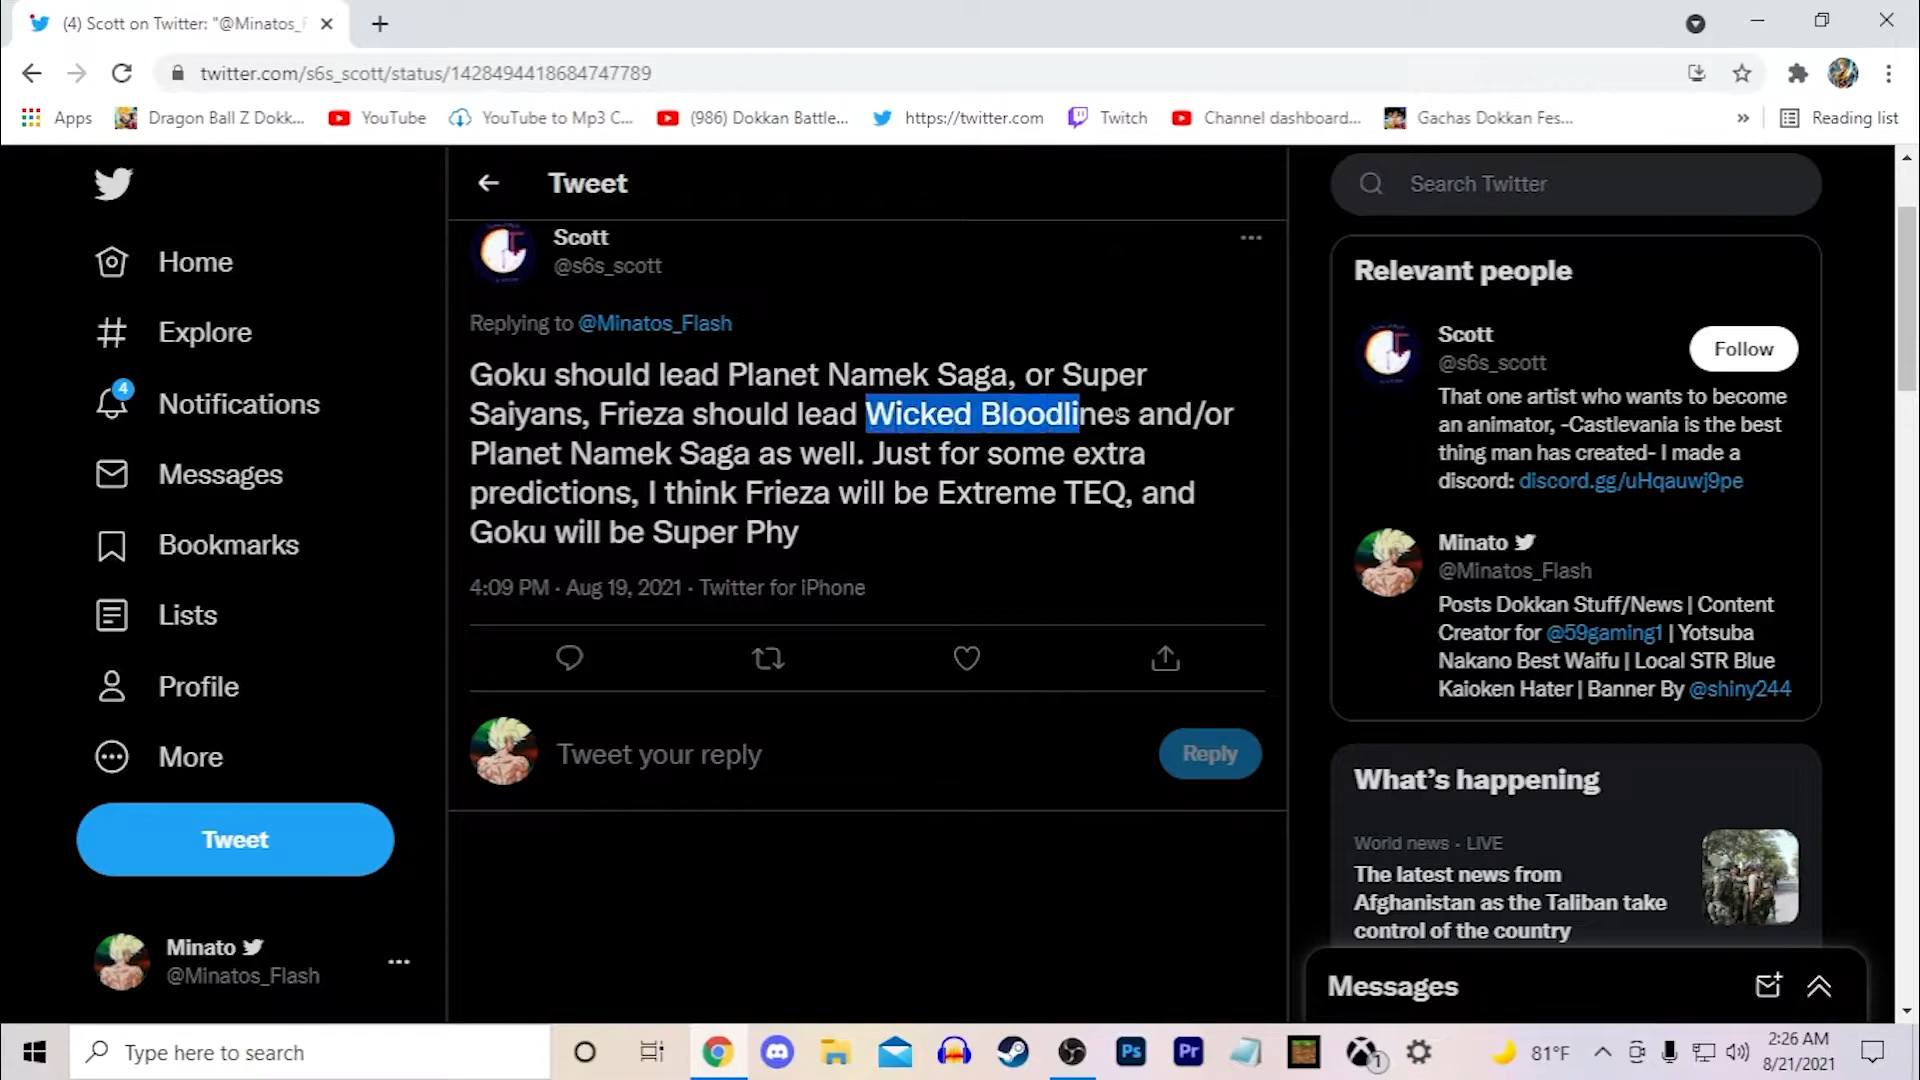 (4) Scott on Twitter: "@Minatos_F
twitter.com/s6s_scott/status/1428494418684747789
Apps
Dragon Ball Z Dokk...
YouTube
YouTube to Mp3 C...
(986) Dokkan Battle...
https://twitter.com
Twitch
Channel dashboard...
Gachas Dokkan Fes...
»
Reading list
Home
Explore
4
Notifications
Messages
Bookmarks
Lists
Profile
More
Tweet
Minato
@Minatos_Flash
Tweet
Scott
@s6s_scott
Replying to @Minatos_Flash
Goku should lead Planet Namek Saga, or Super
Saiyans, Frieza should lead Wicked Bloodlines and/or
Planet Namek Saga as well. Just for some extra
predictions, I think Frieza will be Extreme TEQ, and
Goku will be Super Phy
4:09 PM · Aug 19, 2021 · Twitter for iPhone
Tweet your reply
Reply
Search Twitter
Relevant people
Scott
@s6s_scott
Follow
That one artist who wants to become
an animator, -Castlevania is the best
thing man has created- I made a
discord: discord.gg/uHqauwj9pe
Minato
@Minatos_Flash
Posts Dokkan Stuff/News | Content
Creator for @59gaming1 | Yotsuba
Nakano Best Waifu | Local STR Blue
Kaioken Hater | Banner By @shiny244
What's happening
World news · LIVE
The latest news from
Afghanistan as the Taliban take
control of the country
Messages
Type here to search
Ps
Pr
1
81°F
2:26 AM
8/21/2021